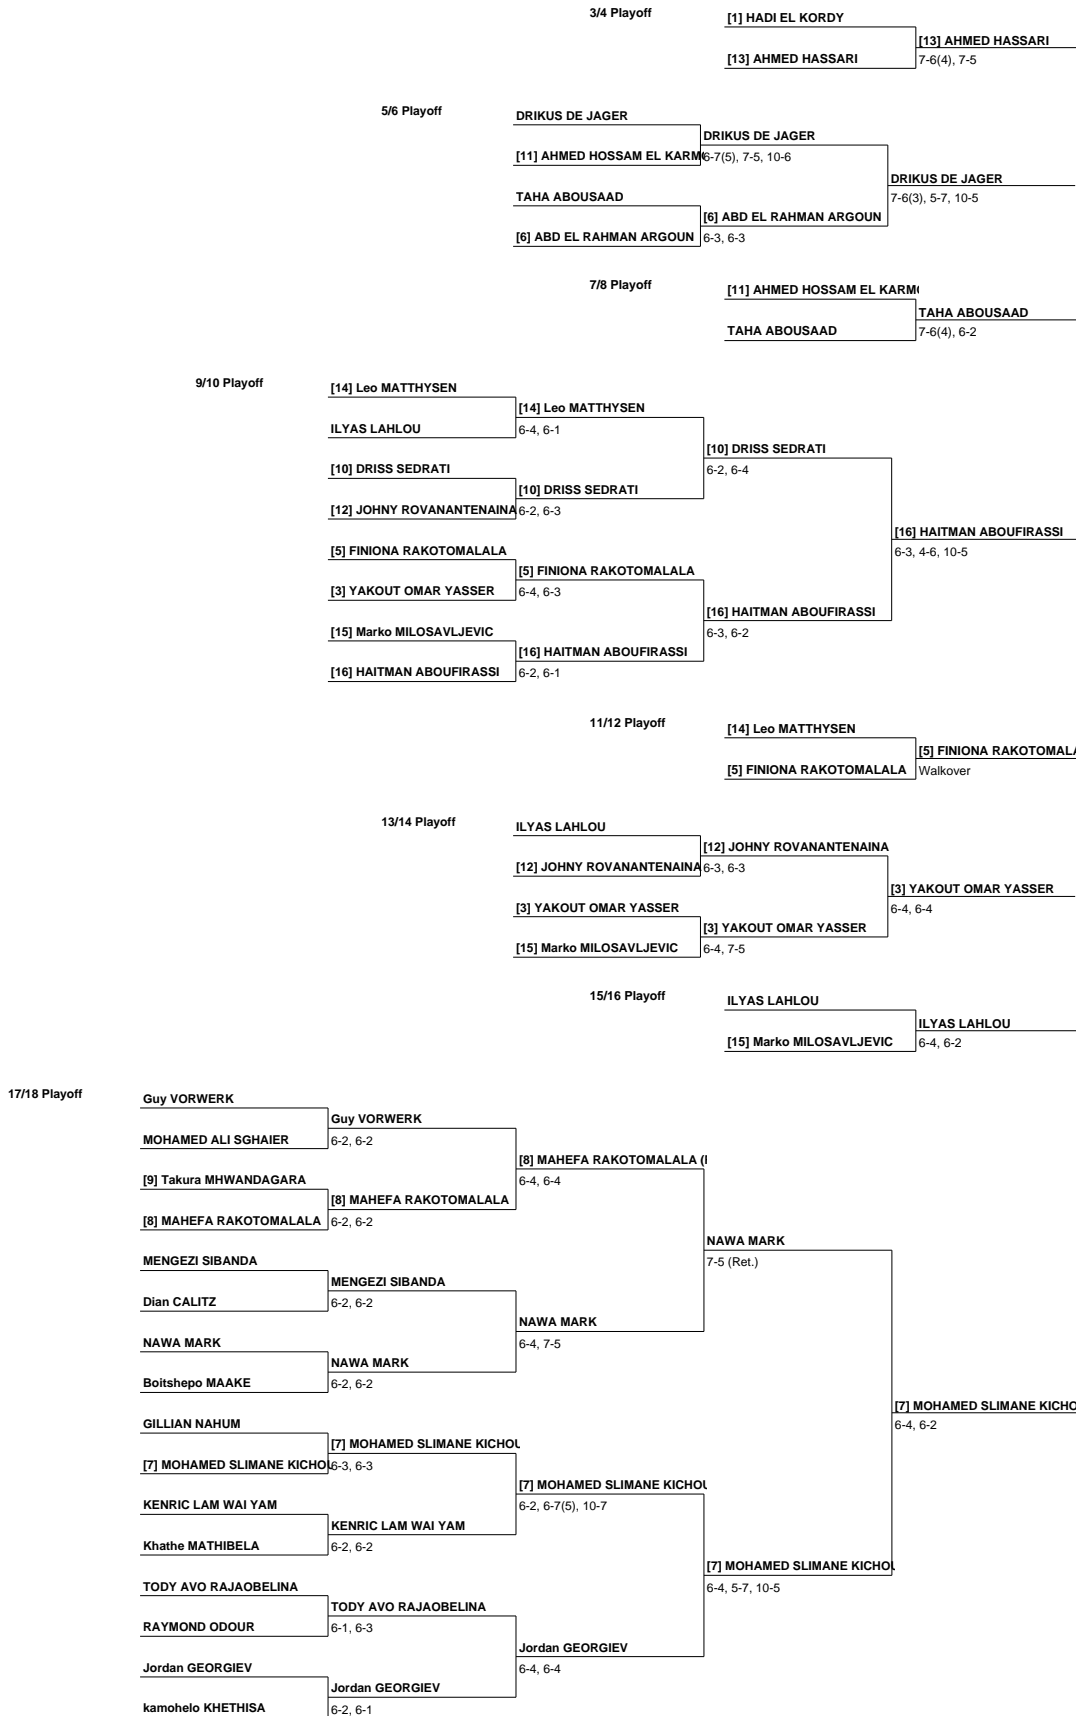 3/4 Playoff
[1] HADI EL KORDY
[13] AHMED HASSARI
[13] AHMED HASSARI
7-6(4), 7-5
5/6 Playoff
DRIKUS DE JAGER
DRIKUS DE JAGER
[11] AHMED HOSSAM EL KARM
6-7(5), 7-5, 10-6
DRIKUS DE JAGER
7-6(3), 5-7, 10-5
TAHA ABOUSAAD
[6] ABD EL RAHMAN ARGOUN
[6] ABD EL RAHMAN ARGOUN
6-3, 6-3
7/8 Playoff
[11] AHMED HOSSAM EL KARM
TAHA ABOUSAAD
TAHA ABOUSAAD
7-6(4), 6-2
9/10 Playoff
[14] Leo MATTHYSEN
[14] Leo MATTHYSEN
ILYAS LAHLOU
6-4, 6-1
[10] DRISS SEDRATI
6-2, 6-4
[10] DRISS SEDRATI
[10] DRISS SEDRATI
[12] JOHNY ROVANANTENAINA
6-2, 6-3
[16] HAITMAN ABOUFIRASSI
6-3, 4-6, 10-5
[5] FINIONA RAKOTOMALALA
[5] FINIONA RAKOTOMALALA
[3] YAKOUT OMAR YASSER
6-4, 6-3
[16] HAITMAN ABOUFIRASSI
6-3, 6-2
[15] Marko MILOSAVLJEVIC
[16] HAITMAN ABOUFIRASSI
[16] HAITMAN ABOUFIRASSI
6-2, 6-1
11/12 Playoff
[14] Leo MATTHYSEN
[5] FINIONA RAKOTOMAL
[5] FINIONA RAKOTOMALALA
Walkover
13/14 Playoff
ILYAS LAHLOU
[12] JOHNY ROVANANTENAINA
[12] JOHNY ROVANANTENAINA
6-3, 6-3
[3] YAKOUT OMAR YASSER
6-4, 6-4
[3] YAKOUT OMAR YASSER
[3] YAKOUT OMAR YASSER
[15] Marko MILOSAVLJEVIC
6-4, 7-5
15/16 Playoff
ILYAS LAHLOU
ILYAS LAHLOU
[15] Marko MILOSAVLJEVIC
6-4, 6-2
17/18 Playoff
Guy VORWERK
Guy VORWERK
MOHAMED ALI SGHAIER
6-2, 6-2
[8] MAHEFA RAKOTOMALALA (
6-4, 6-4
[9] Takura MHWANDAGARA
[8] MAHEFA RAKOTOMALALA
[8] MAHEFA RAKOTOMALALA
6-2, 6-2
NAWA MARK
7-5 (Ret.)
MENGEZI SIBANDA
MENGEZI SIBANDA
Dian CALITZ
6-2, 6-2
NAWA MARK
6-4, 7-5
NAWA MARK
NAWA MARK
Boitshepo MAAKE
6-2, 6-2
[7] MOHAMED SLIMANE KICHO
6-4, 6-2
GILLIAN NAHUM
[7] MOHAMED SLIMANE KICHOU
[7] MOHAMED SLIMANE KICHOU
6-3, 6-3
[7] MOHAMED SLIMANE KICHOU
6-2, 6-7(5), 10-7
KENRIC LAM WAI YAM
KENRIC LAM WAI YAM
Khathe MATHIBELA
6-2, 6-2
[7] MOHAMED SLIMANE KICHOU
6-4, 5-7, 10-5
TODY AVO RAJAOBELINA
TODY AVO RAJAOBELINA
RAYMOND ODOUR
6-1, 6-3
Jordan GEORGIEV
6-4, 6-4
Jordan GEORGIEV
Jordan GEORGIEV
kamohelo KHETHISA
6-2, 6-1